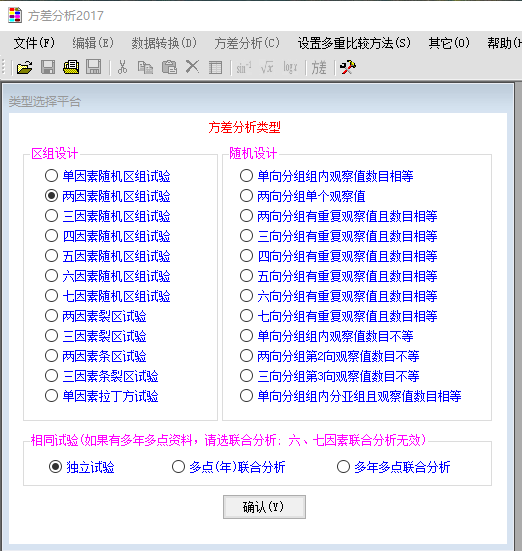 方差分析2017
文件(F) 编辑(E) 数据转换(D) 方差分析(C) 设置多重比较方法(S) 其它(O) 帮助(H
sin⁻¹ √x logx 方差
类型选择平台
方差分析类型
区组设计
单因素随机区组试验
两因素随机区组试验
三因素随机区组试验
四因素随机区组试验
五因素随机区组试验
六因素随机区组试验
七因素随机区组试验
两因素裂区试验
三因素裂区试验
两因素条区试验
三因素条裂区试验
单因素拉丁方试验
随机设计
单向分组组内观察值数目相等
两向分组单个观察值
两向分组有重复观察值且数目相等
三向分组有重复观察值且数目相等
四向分组有重复观察值且数目相等
五向分组有重复观察值且数目相等
六向分组有重复观察值且数目相等
七向分组有重复观察值且数目相等
单向分组组内观察值数目不等
两向分组第2向观察值数目不等
三向分组第3向观察值数目不等
单向分组组内分亚组且观察值数目相等
相同试验(如果有多年多点资料，请选联合分析；六、七因素联合分析无效)
独立试验 多点(年)联合分析 多年多点联合分析
确认(Y)